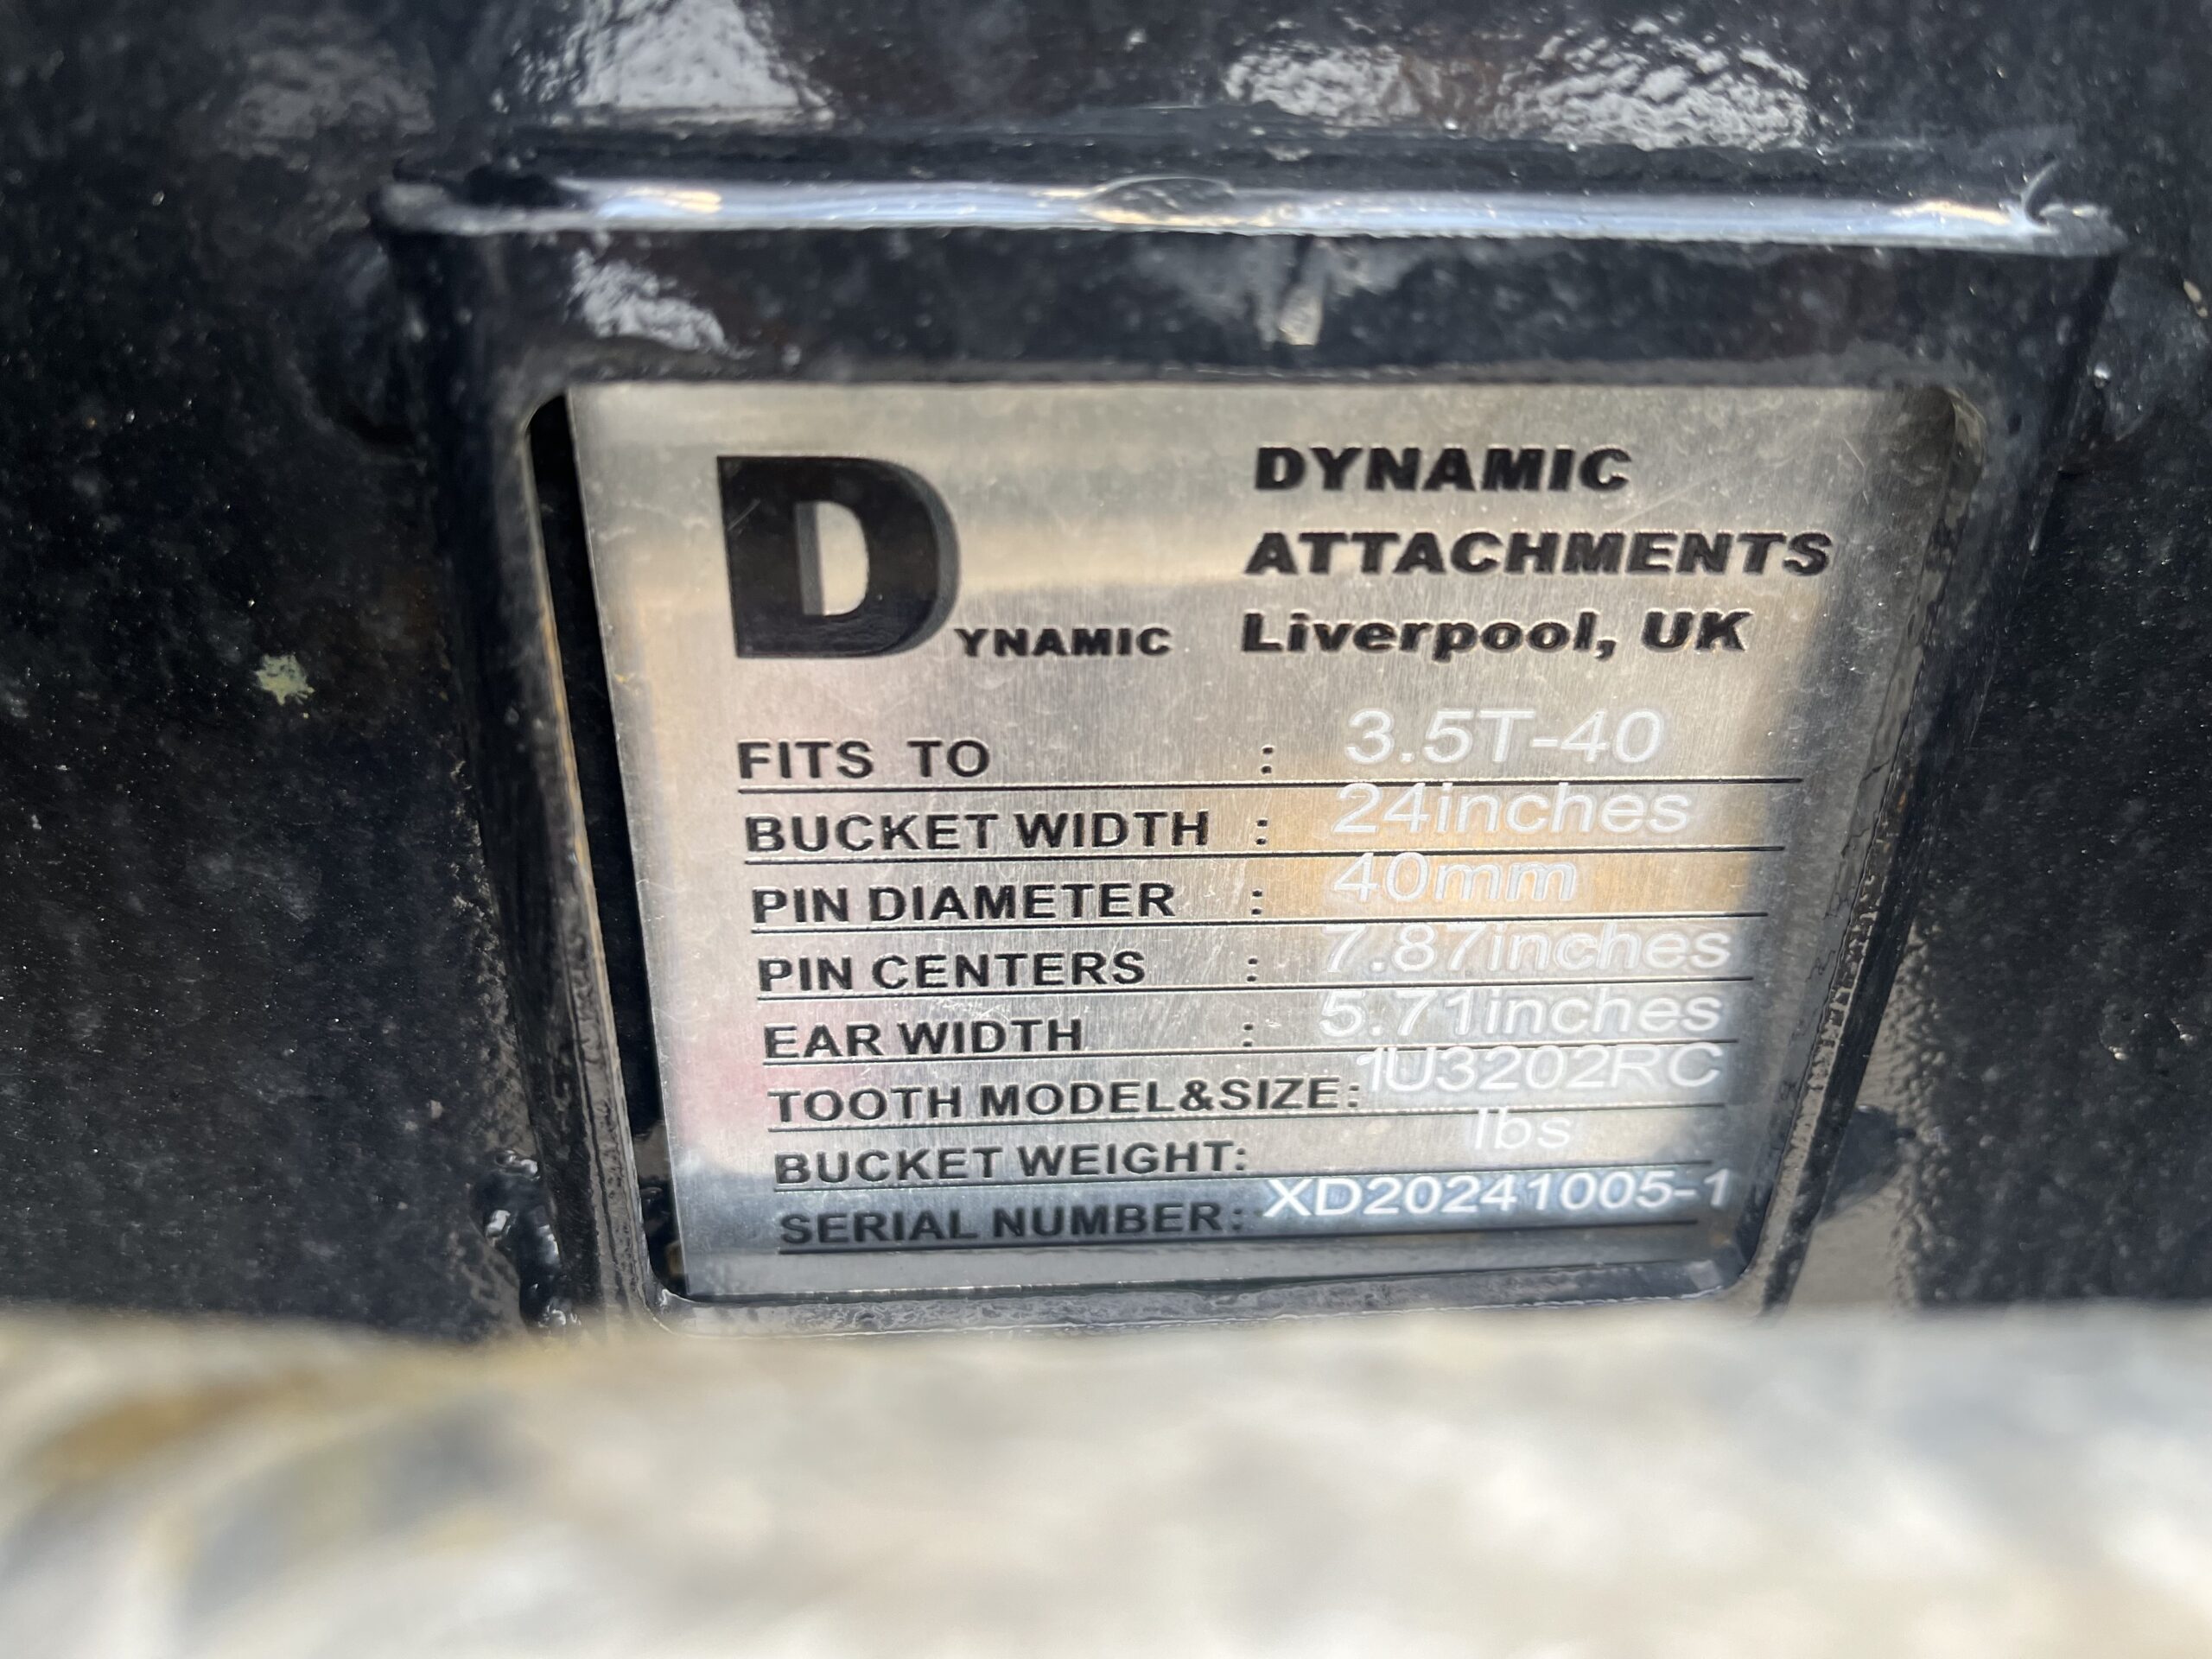 DYNAMIC
DYNAMIC
ATTACHMENTS
Liverpool, UK
FITS TO : 3.5T-40
BUCKET WIDTH : 24inches
PIN DIAMETER : 40mm
PIN CENTERS : 7.87inches
EAR WIDTH : 5.71inches
TOOTH MODEL&SIZE: 1U3202RC
BUCKET WEIGHT: lbs
SERIAL NUMBER: XD20241005-1